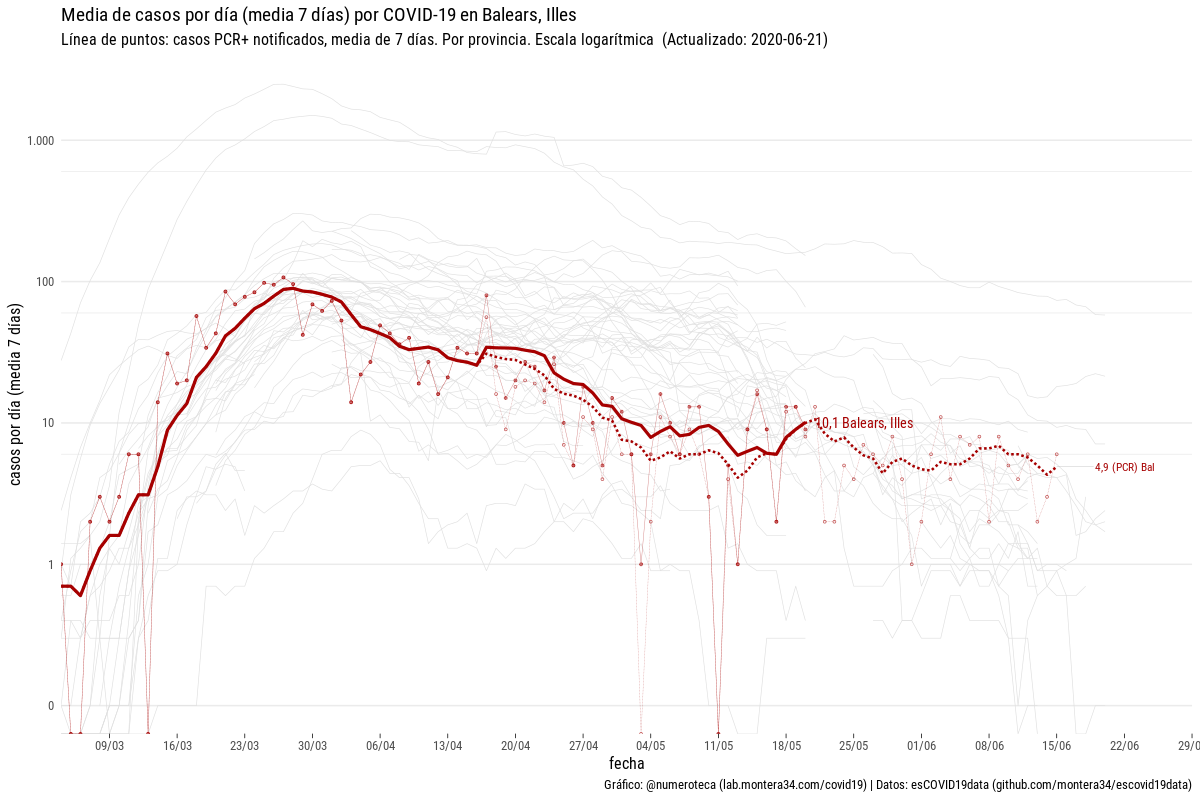 Media de casos por día (media 7 días) por COVID-19 en Balears, Illes
Línea de puntos: casos PCR+ notificados, media de 7 días. Por provincia. Escala logarítmica  (Actualizado: 2020-06-21)
casos por día (media 7 días)
1.000
100
10
1
0
10,1 Balears, Illes
4,9 (PCR) Bal
09/03 16/03 23/03 30/03 06/04 13/04 20/04 27/04 04/05 11/05 18/05 25/05 01/06 08/06 15/06 22/06 29/0
fecha
Gráfico: @numeroteca (lab.montera34.com/covid19) | Datos: esCOVID19data (github.com/montera34/escovid19data)